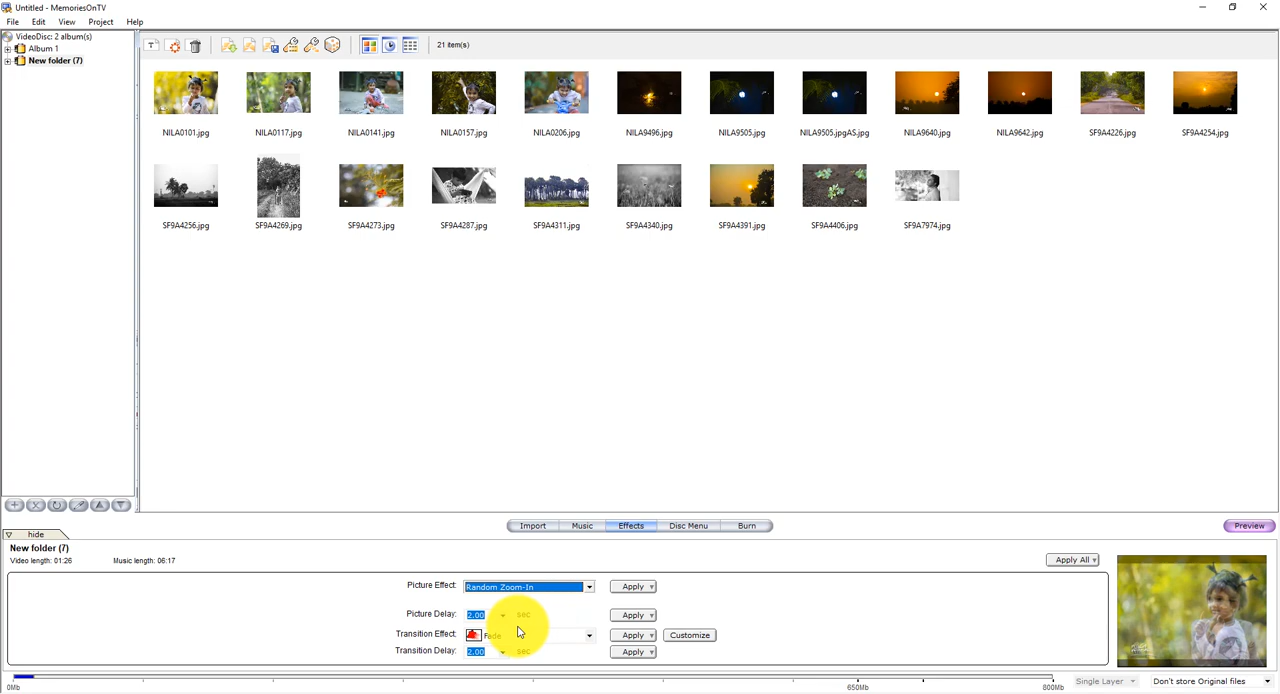 Untitled - MemoriesOnTV
File Edit View Project Help
VideoDisc: 2 album(s)
Album 1
New folder (7)
21 item(s)
NILA0101.jpg NILA0117.jpg NILA0141.jpg NILA0157.jpg NILA0206.jpg NILA9496.jpg NILA9505.jpg NILA9505.jpgAS.jpg NILA9640.jpg NILA9642.jpg SF9A4226.jpg SF9A4254.jpg
SF9A4256.jpg SF9A4269.jpg SF9A4273.jpg SF9A4287.jpg SF9A4311.jpg SF9A4340.jpg SF9A4391.jpg SF9A4406.jpg SF9A7974.jpg
Import Music Effects Disc Menu Burn Preview
hide
New folder (7)
Video length: 01:26 Music length: 06:17 Apply All
Picture Effect: Random Zoom-In Apply
Picture Delay: 2.00 sec Apply
Transition Effect: Fade Apply Customize
Transition Delay: 2.00 sec Apply
0Mb 650Mb 800Mb Single Layer Don't store Original files